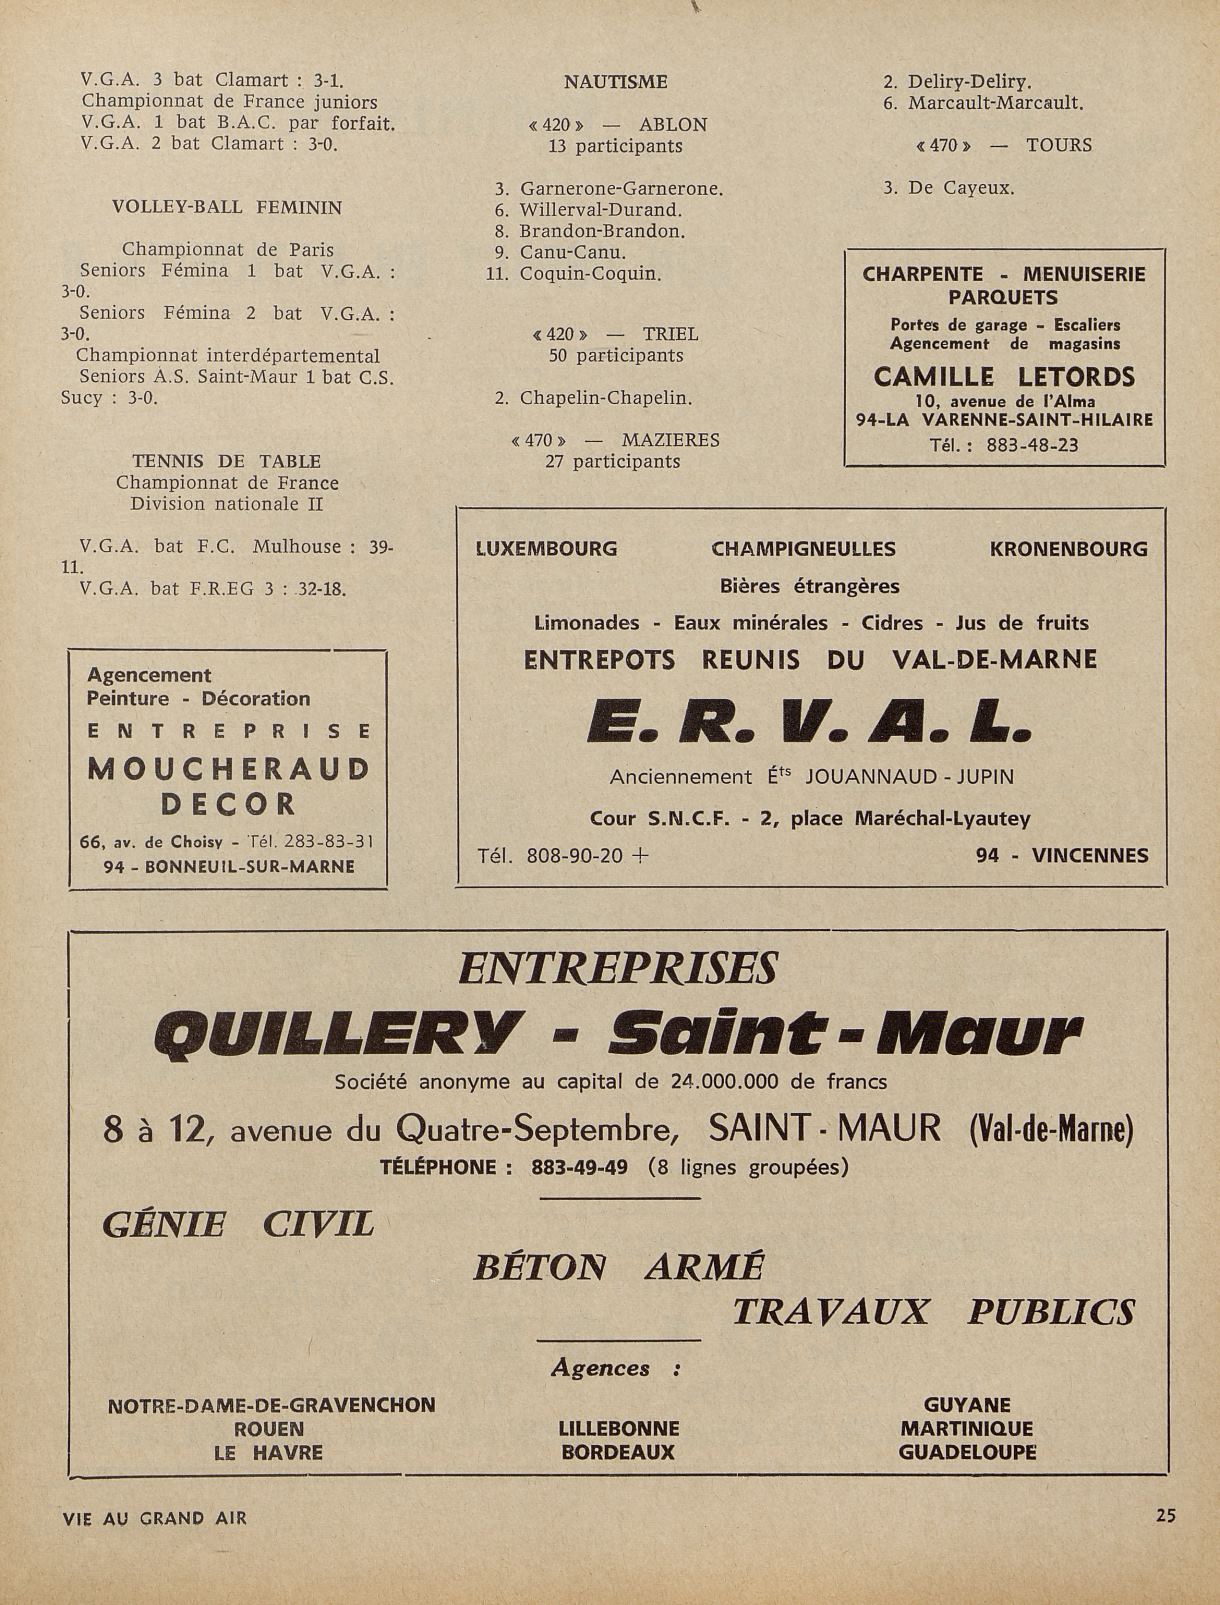 V.G.A. 3 bat Clamart : 3-1.
Championnat de France juniors
V.G.A. 1 bat B.A.C. par forfait.
V.G.A. 2 bat Clamart : 3-0.
VOLLEY-BALL FEMININ
Championnat de Paris
Seniors Fémina 1 bat V.G.A. :
3-0.
Seniors Fémina 2 bat V.G.A. :
3-0.
Championnat interdépartemental
Seniors A.S. Saint-Maur 1 bat C.S.
Sucy : 3-0.
TENNIS DE TABLE
Championnat de France
Division nationale II
V.G.A. bat F.C. Mulhouse : 39-
11.
V.G.A. bat F.R.EG 3 : 32-18.
NAUTISME
« 420 » — ABLON
13 participants
3. Garnerone-Garnerone.
6. Willerval-Durand.
8. Brandon-Brandon.
9. Canu-Canu.
11. Coquin-Coquin.
« 420 » — TRIEL
50 participants
2. Chapelin-Chapelin.
« 470 » — MAZIERES
27 participants
2. Deliry-Deliry.
6. Marcault-Marcault.
« 470 » — TOURS
3. De Cayeux.
CHARPENTE - MENUISERIE
PARQUETS
Portes de garage - Escaliers
Agencement de magasins
CAMILLE LETORDS
10, avenue de l'Alma
94-LA VARENNE-SAINT-HILAIRE
Tél. : 883-48-23
Agencement
Peinture - Décoration
ENTREPRISE
MOUCHERAUD
DECOR
66, av. de Choisy - Tél. 283-83-31
94 - BONNEUIL-SUR-MARNE
LUXEMBOURG CHAMPIGNEULLES KRONENBOURG
Bières étrangères
Limonades - Eaux minérales - Cidres - Jus de fruits
ENTREPOTS REUNIS DU VAL-DE-MARNE
E. R. V. A. L.
Anciennement Éts JOUANNAUD - JUPIN
Cour S.N.C.F. - 2, place Maréchal-Lyautey
Tél. 808-90-20 + 94 - VINCENNES
ENTREPRISES
QUILLERY - Saint-Maur
Société anonyme au capital de 24.000.000 de francs
8 à 12, avenue du Quatre-Septembre, SAINT-MAUR (Val-de-Marne)
TÉLÉPHONE : 883-49-49 (8 lignes groupées)
GÉNIE CIVIL
BÉTON ARMÉ
TRAVAUX PUBLICS
Agences :
NOTRE-DAME-DE-GRAVENCHON GUYANE
ROUEN LILLEBONNE MARTINIQUE
LE HAVRE BORDEAUX GUADELOUPE
VIE AU GRAND AIR 25